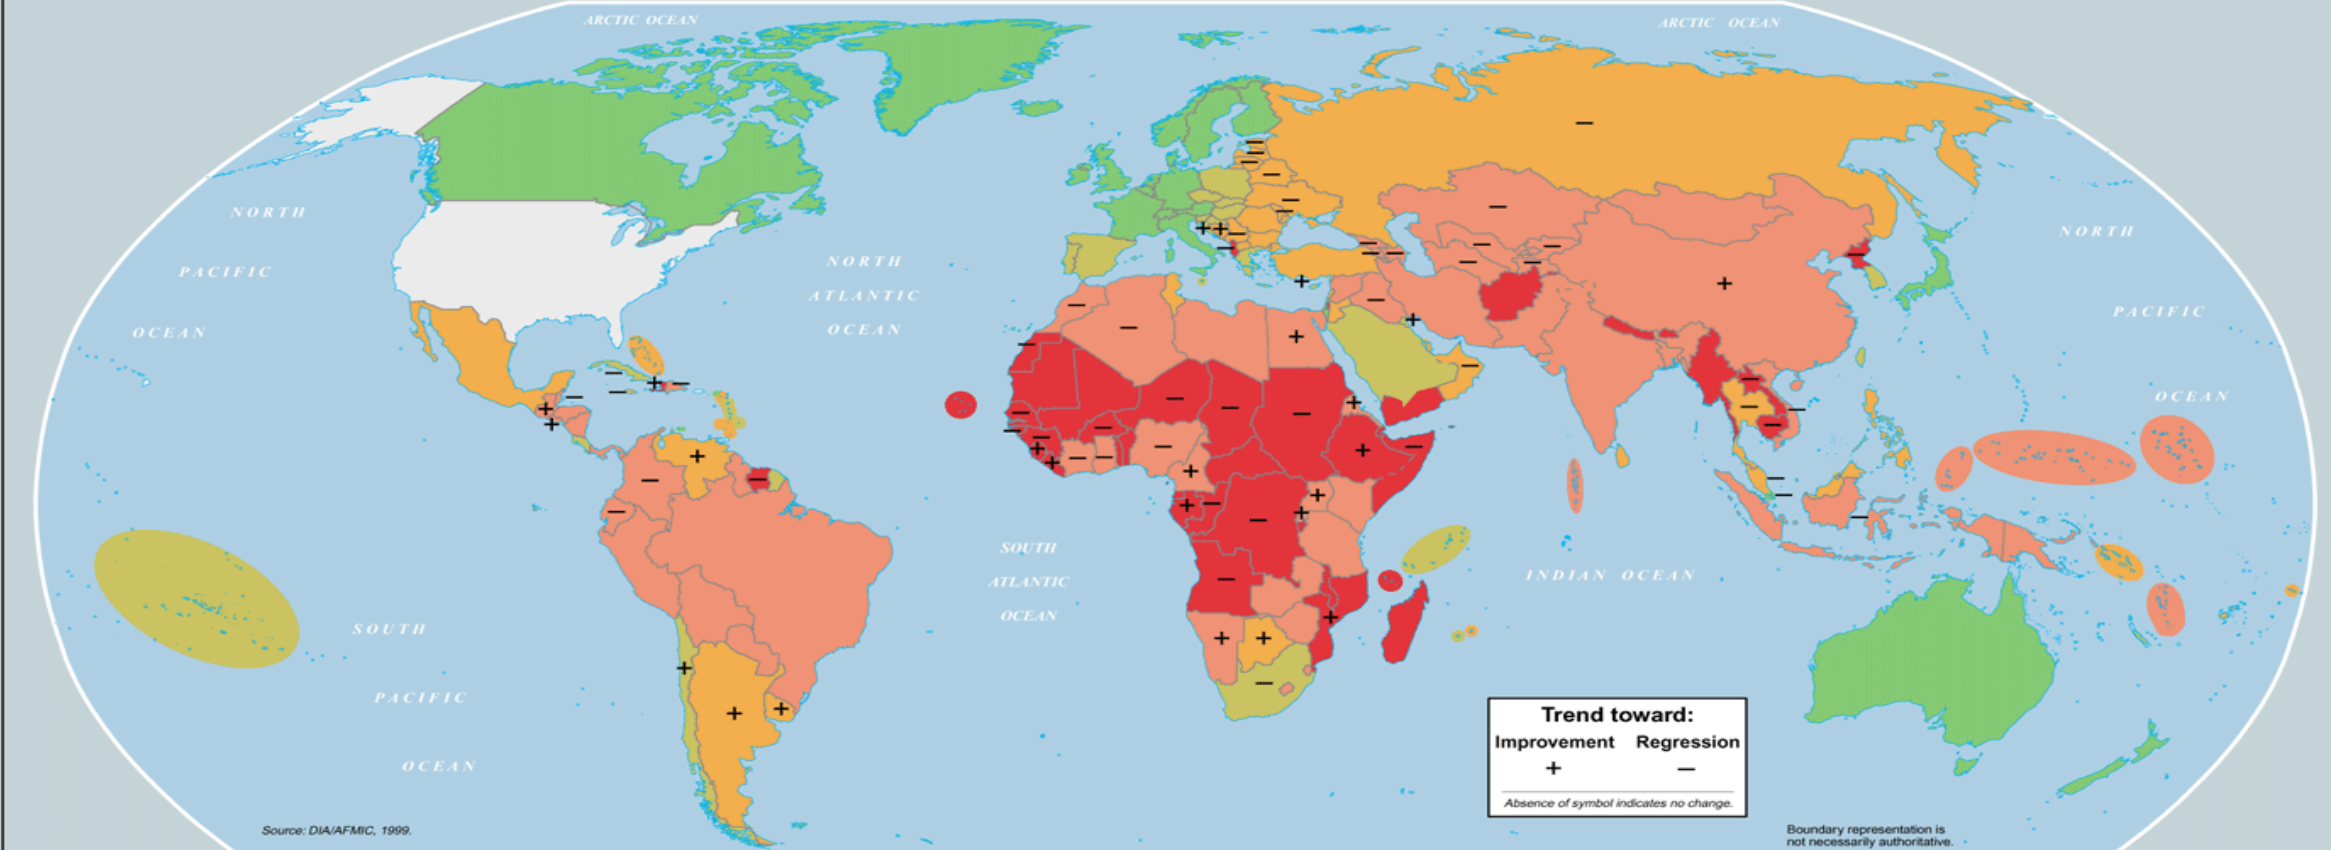 ARCTIC OCEAN
ARCTIC OCEAN
NORTH
PACIFIC
OCEAN
NORTH
ATLANTIC
OCEAN
NORTH
PACIFIC
OCEAN
SOUTH
PACIFIC
OCEAN
SOUTH
ATLANTIC
OCEAN
INDIAN OCEAN
Trend toward:
Improvement Regression
+ −
Absence of symbol indicates no change.
Source: DIA/AFMIC, 1999.
Boundary representation is
not necessarily authoritative.